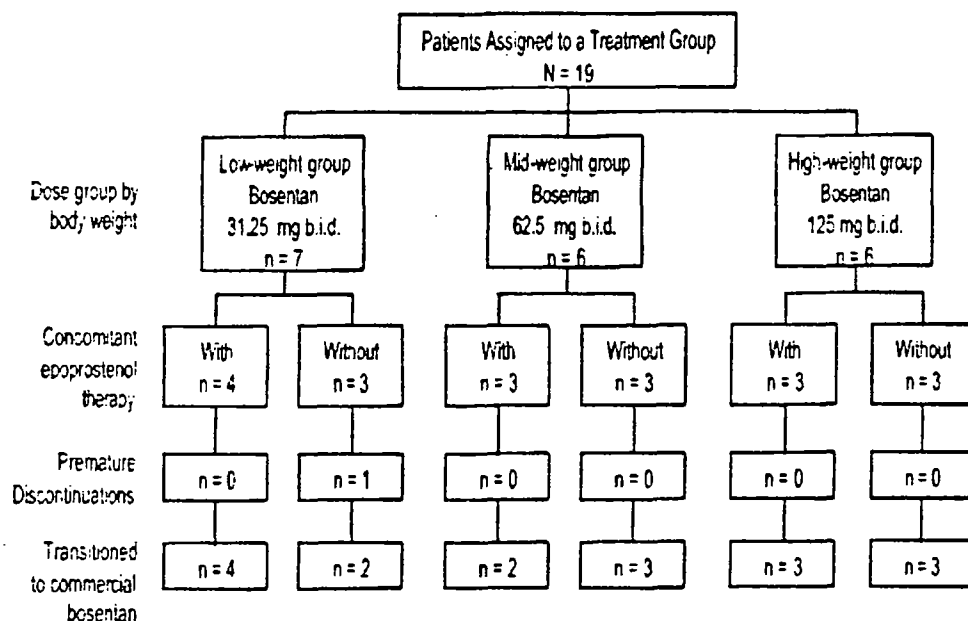 Patients Assigned to a Treatment Group
N = 19
Dose group by
body weight
Low-weight group
Bosentan
31.25 mg b.i.d.
n = 7
Mid-weight group
Bosentan
62.5 mg b.i.d.
n = 6
High-weight group
Bosentan
125 mg b.i.d.
n = 6
Concomitant
epoprostenol
therapy
With
n = 4
Without
n = 3
With
n = 3
Without
n = 3
With
n = 3
Without
n = 3
Premature
Discontinuations
n = 0
n = 1
n = 0
n = 0
n = 0
n = 0
Transitioned
to commercial
bosentan
n = 4
n = 2
n = 2
n = 3
n = 3
n = 3